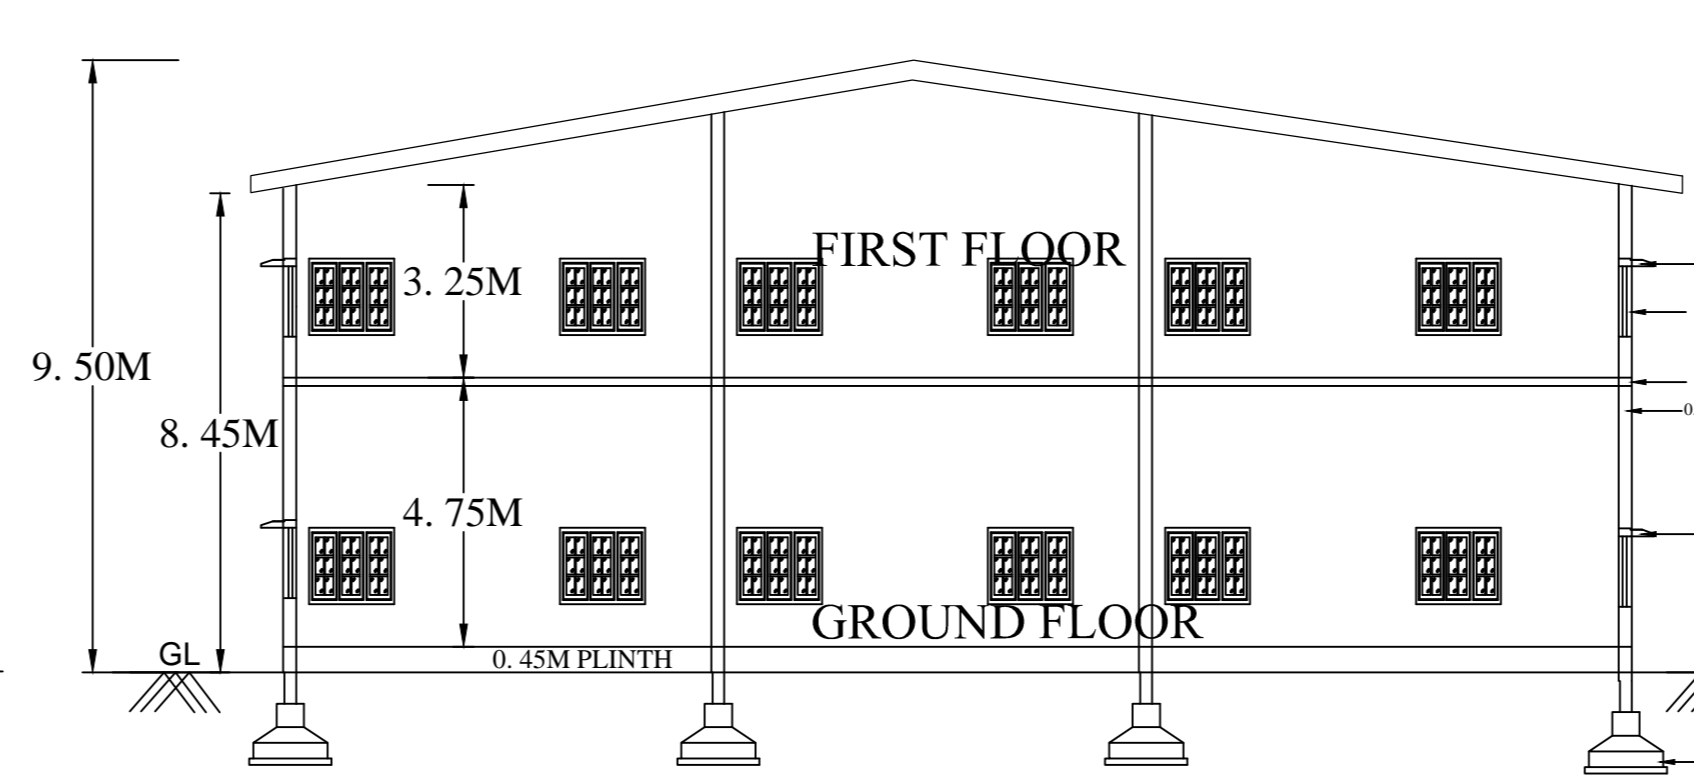 FIRST FLOOR
3. 25M
9. 50M
8. 45M
4. 75M
GROUND FLOOR
GL
0. 45M PLINTH